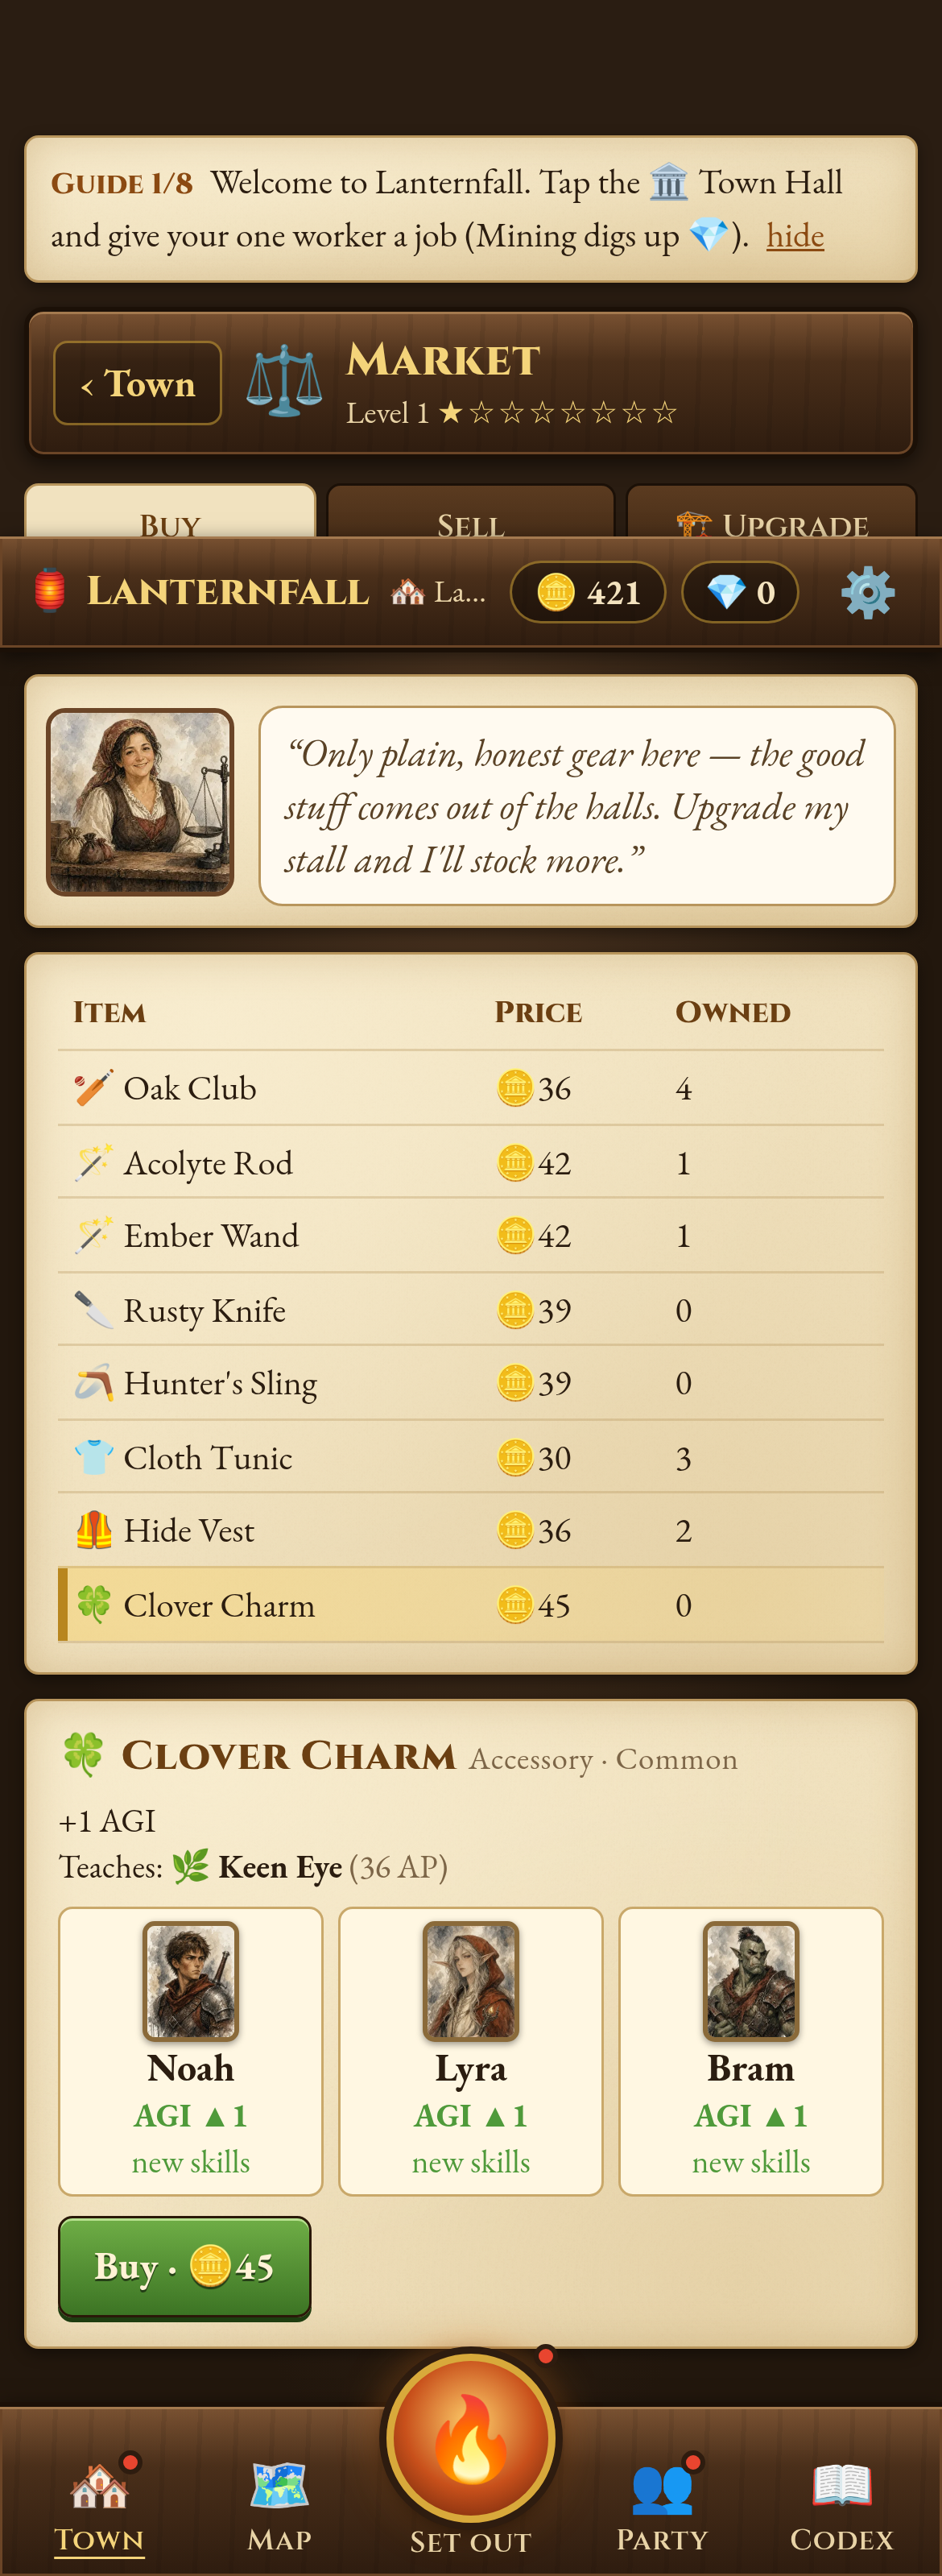 Guide 1/8 Welcome to Lanternfall. Tap the 🏛️ Town Hall
and give your one worker a job (Mining digs up 💎). hide
‹ Town
Market
Level 1 ★☆☆☆☆☆☆☆
Buy Sell 🏗️ Upgrade
🏮 Lanternfall 🏘️ La... 🪙 421 💎 0 ⚙️
“Only plain, honest gear here — the good
stuff comes out of the halls. Upgrade my
stall and I'll stock more.”
Item Price Owned
Oak Club 36 4
Acolyte Rod 42 1
Ember Wand 42 1
Rusty Knife 39 0
Hunter's Sling 39 0
Cloth Tunic 30 3
Hide Vest 36 2
Clover Charm 45 0
Clover Charm Accessory · Common
+1 AGI
Teaches: 🌿 Keen Eye (36 AP)
Noah Lyra Bram
AGI ▲1 AGI ▲1 AGI ▲1
new skills new skills new skills
Buy · 🪙45
Town Map Set out Party Codex